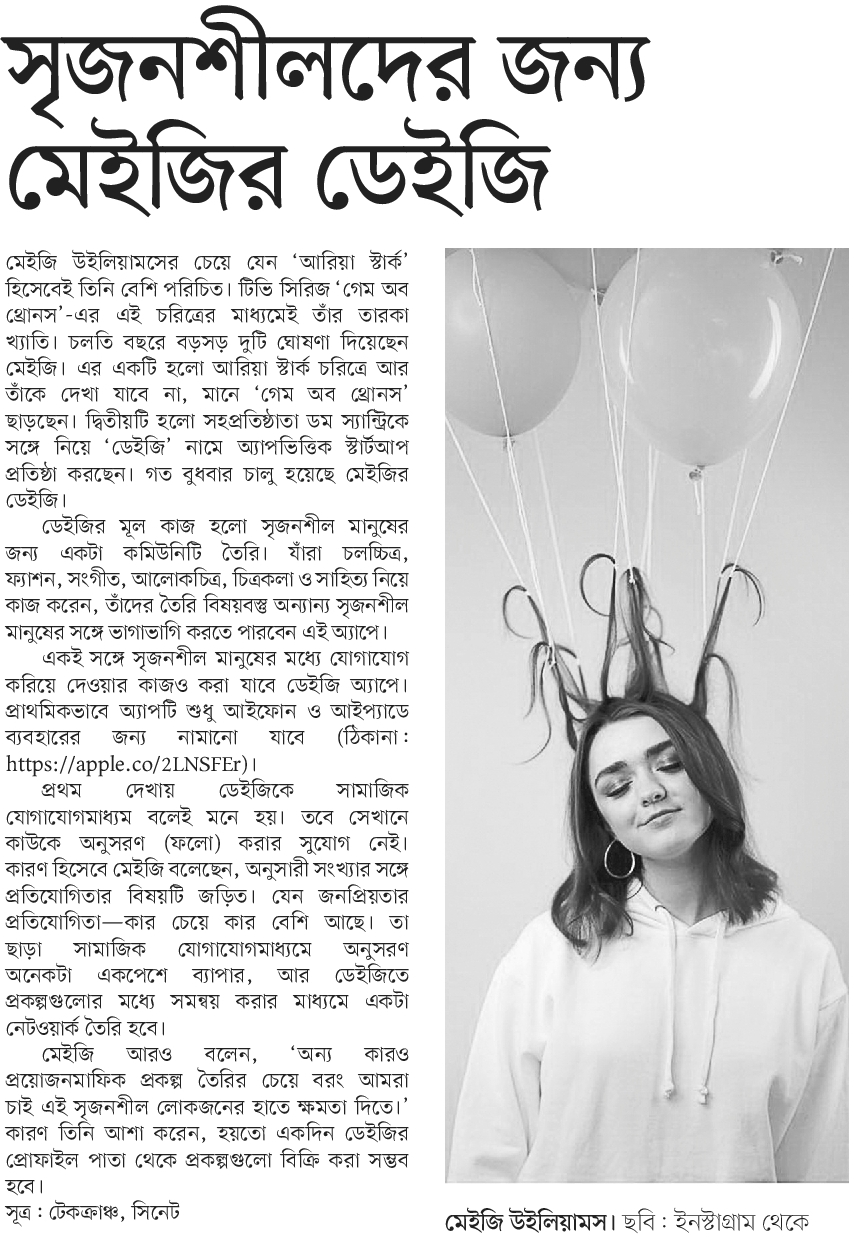 সৃজনশীলদের জন্য
মেইজির ডেইজি
মেইজি উইলিয়ামসের চেয়ে যেন ‘আরিয়া স্টার্ক’
হিসেবেই তিনি বেশি পরিচিত। টিভি সিরিজ ‘গেম অব
থ্রোনস’-এর এই চরিত্রের মাধ্যমেই তাঁর তারকা
খ্যাতি। চলতি বছরে বড়সড় দুটি ঘোষণা দিয়েছেন
মেইজি। এর একটি হলো আরিয়া স্টার্ক চরিত্রে আর
তাঁকে দেখা যাবে না, মানে ‘গেম অব থ্রোনস’
ছাড়ছেন। দ্বিতীয়টি হলো সহপ্রতিষ্ঠাতা ডম স্যান্ট্রিকে
সঙ্গে নিয়ে ‘ডেইজি’ নামে অ্যাপভিত্তিক স্টার্টআপ
প্রতিষ্ঠা করছেন। গত বুধবার চালু হয়েছে মেইজির
ডেইজি।
ডেইজির মূল কাজ হলো সৃজনশীল মানুষের
জন্য একটা কমিউনিটি তৈরি। যাঁরা চলচ্চিত্র,
ফ্যাশন, সংগীত, আলোকচিত্র, চিত্রকলা ও সাহিত্য নিয়ে
কাজ করেন, তাঁদের তৈরি বিষয়বস্তু অন্যান্য সৃজনশীল
মানুষের সঙ্গে ভাগাভাগি করতে পারবেন এই অ্যাপে।
একই সঙ্গে সৃজনশীল মানুষের মধ্যে যোগাযোগ
করিয়ে দেওয়ার কাজও করা যাবে ডেইজি অ্যাপে।
প্রাথমিকভাবে অ্যাপটি শুধু আইফোন ও আইপ্যাডে
ব্যবহারের জন্য নামানো যাবে (ঠিকানা :
https://apple.co/2LNSFEr)।
প্রথম দেখায় ডেইজিকে সামাজিক
যোগাযোগমাধ্যম বলেই মনে হয়। তবে সেখানে
কাউকে অনুসরণ (ফলো) করার সুযোগ নেই।
কারণ হিসেবে মেইজি বলেছেন, অনুসারী সংখ্যার সঙ্গে
প্রতিযোগিতার বিষয়টি জড়িত। যেন জনপ্রিয়তার
প্রতিযোগিতা—কার চেয়ে কার বেশি আছে। তা
ছাড়া সামাজিক যোগাযোগমাধ্যমে অনুসরণ
অনেকটা একপেশে ব্যাপার, আর ডেইজিতে
প্রকল্পগুলোর মধ্যে সমন্বয় করার মাধ্যমে একটা
নেটওয়ার্ক তৈরি হবে।
মেইজি আরও বলেন, ‘অন্য কারও
প্রয়োজনমাফিক প্রকল্প তৈরির চেয়ে বরং আমরা
চাই এই সৃজনশীল লোকজনের হাতে ক্ষমতা দিতে।’
কারণ তিনি আশা করেন, হয়তো একদিন ডেইজির
প্রোফাইল পাতা থেকে প্রকল্পগুলো বিক্রি করা সম্ভব
হবে।
সূত্র : টেকক্রাঞ্চ, সিনেট
মেইজি উইলিয়ামস। ছবি : ইনস্টাগ্রাম থেকে